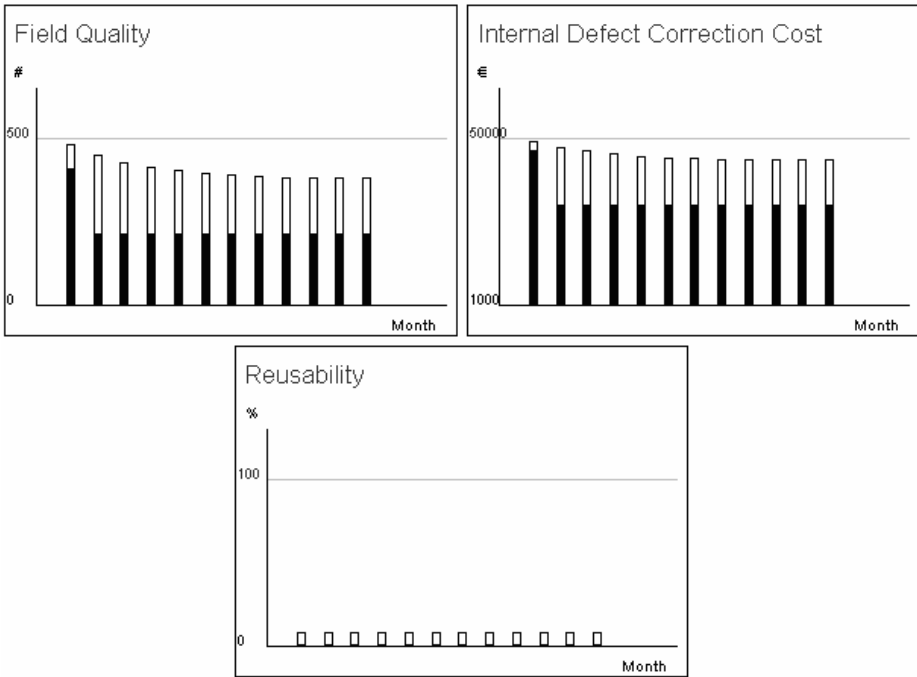 Field Quality
#
500
0
Month
Internal Defect Correction Cost
€
50000
1000
Month
Reusability
%
100
0
Month